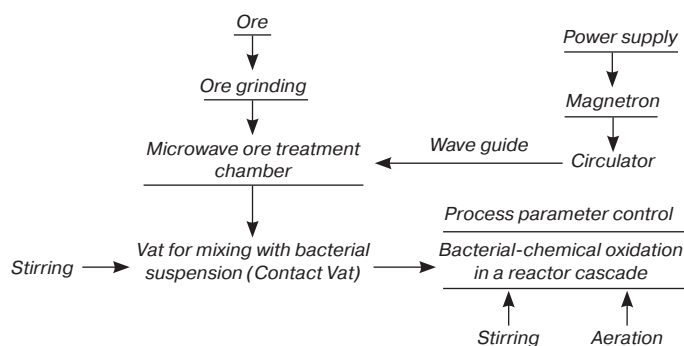 Ore
Power supply
Ore grinding
Magnetron
Microwave ore treatment
chamber
Wave guide
Circulator
Process parameter control
Stirring
Vat for mixing with bacterial
suspension (Contact Vat)
Bacterial-chemical oxidation
in a reactor cascade
Stirring
Aeration